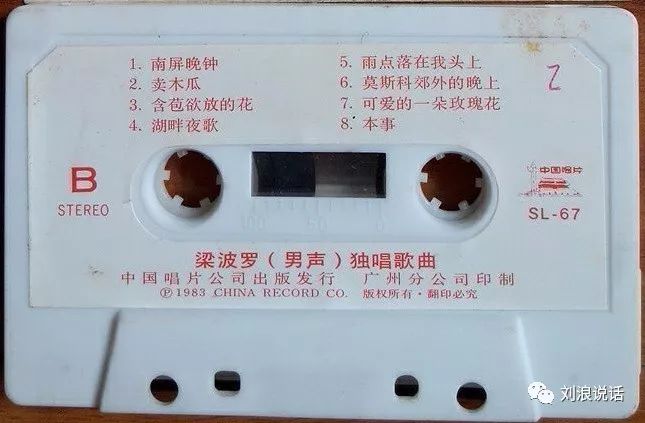 1. 南屏晚钟
2. 卖木瓜
3. 含苞欲放的花
4. 湖畔夜歌
5. 雨点落在我头上
6. 莫斯科郊外的晚上
7. 可爱的一朵玫瑰花
8. 本事
2
B
STEREO
中国唱片
SL-67
梁波罗（男声）独唱歌曲
中国唱片公司出版发行 广州分公司印制
Ⓟ1983 CHINA RECORD CO. 版权所有·翻印必究
刘浪说话